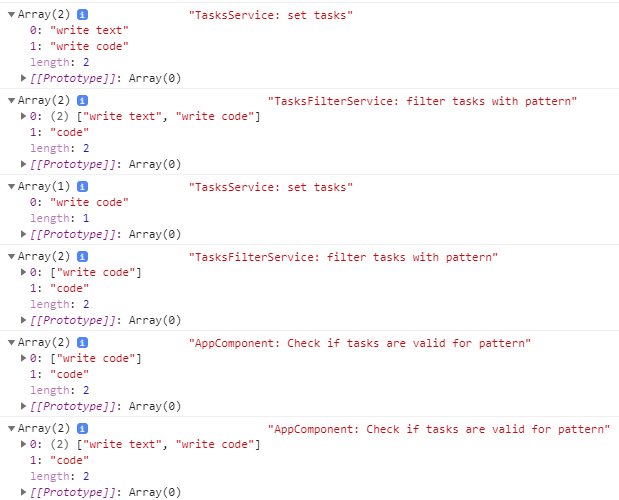 ▼Array(2) i "TasksService: set tasks"
0: "write text"
1: "write code"
length: 2
▶[[Prototype]]: Array(0)
▼Array(2) i "TasksFilterService: filter tasks with pattern"
▶0: (2) ["write text", "write code"]
1: "code"
length: 2
▶[[Prototype]]: Array(0)
▼Array(1) i "TasksService: set tasks"
0: "write code"
length: 1
▶[[Prototype]]: Array(0)
▼Array(2) i "TasksFilterService: filter tasks with pattern"
▶0: ["write code"]
1: "code"
length: 2
▶[[Prototype]]: Array(0)
▼Array(2) i "AppComponent: Check if tasks are valid for pattern"
▶0: ["write code"]
1: "code"
length: 2
▶[[Prototype]]: Array(0)
▼Array(2) i "AppComponent: Check if tasks are valid for pattern"
▶0: (2) ["write text", "write code"]
1: "code"
length: 2
▶[[Prototype]]: Array(0)